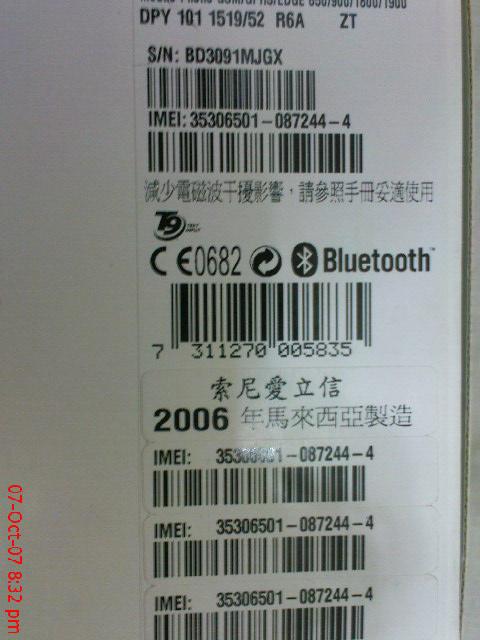 DPY 101 1519/52 R6A ZT
S/N: BD3091MJGX
IMEI: 35306501-087244-4
減少電磁波干擾影響，請參照手冊妥適使用
T9 TEXT INPUT
CE0682 Bluetooth™
7 311270 005835
索尼愛立信
2006 年馬來西亞製造
IMEI: 35306501-087244-4
IMEI: 35306501-087244-4
IMEI: 35306501-087244-4
07-Oct-07 8:32 pm